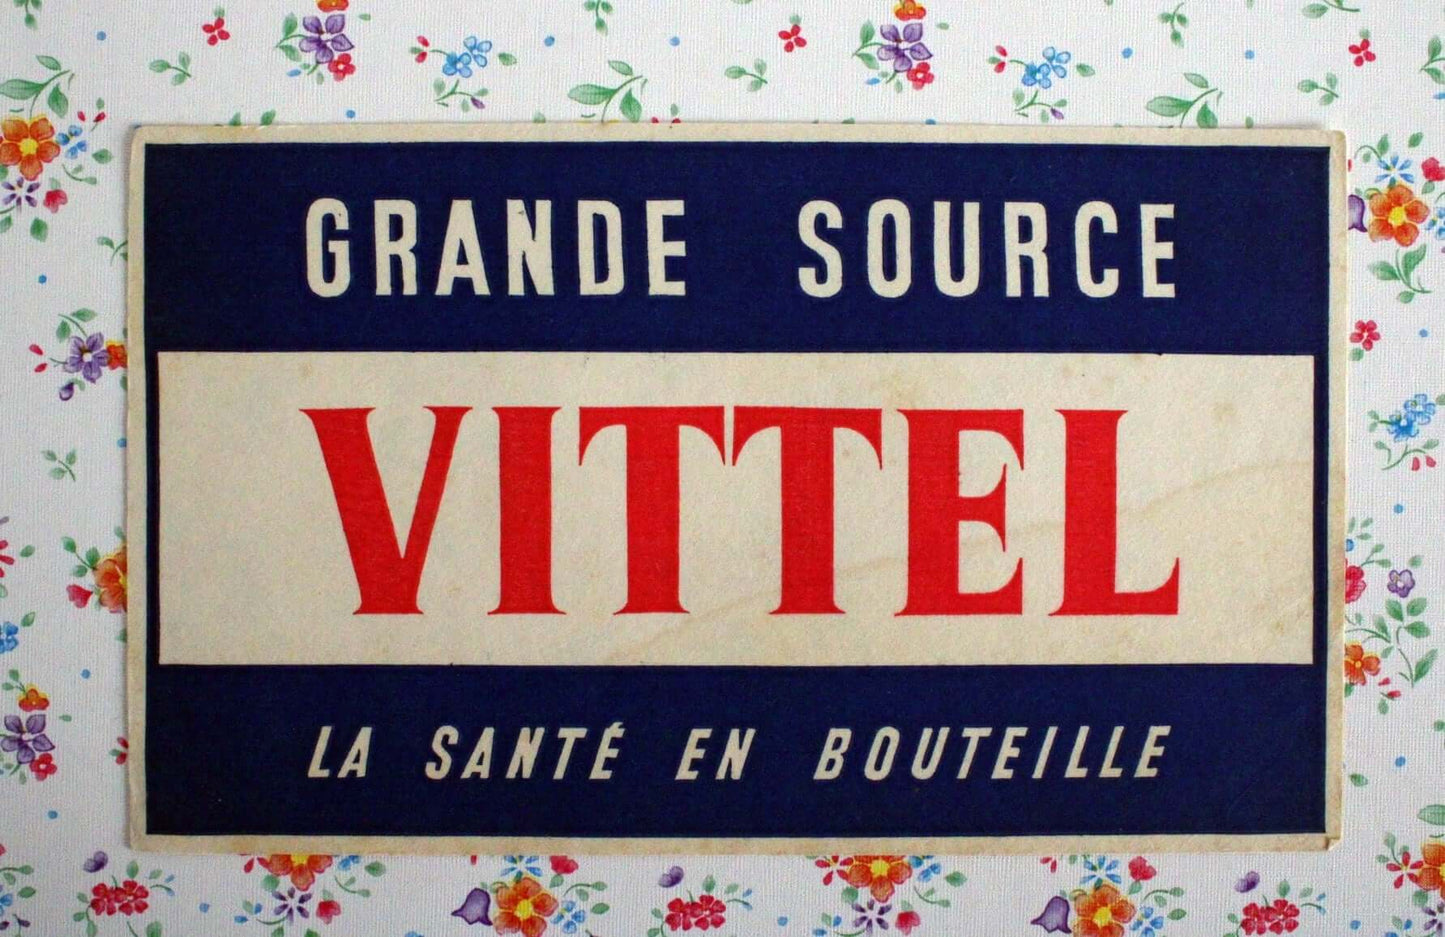 GRANDE SOURCE
VITTEL
LA SANTÉ EN BOUTEILLE